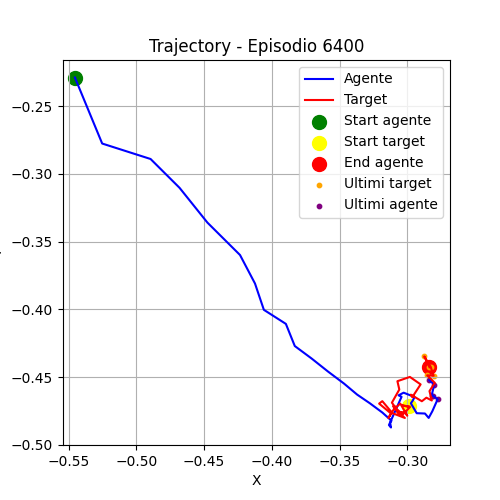 Trajectory - Episodio 6400
Agente
Target
Start agente
Start target
End agente
Ultimi target
Ultimi agente
−0.25
−0.30
−0.35
−0.40
−0.45
−0.50
−0.55
−0.50
−0.45
−0.40
−0.35
−0.30
X